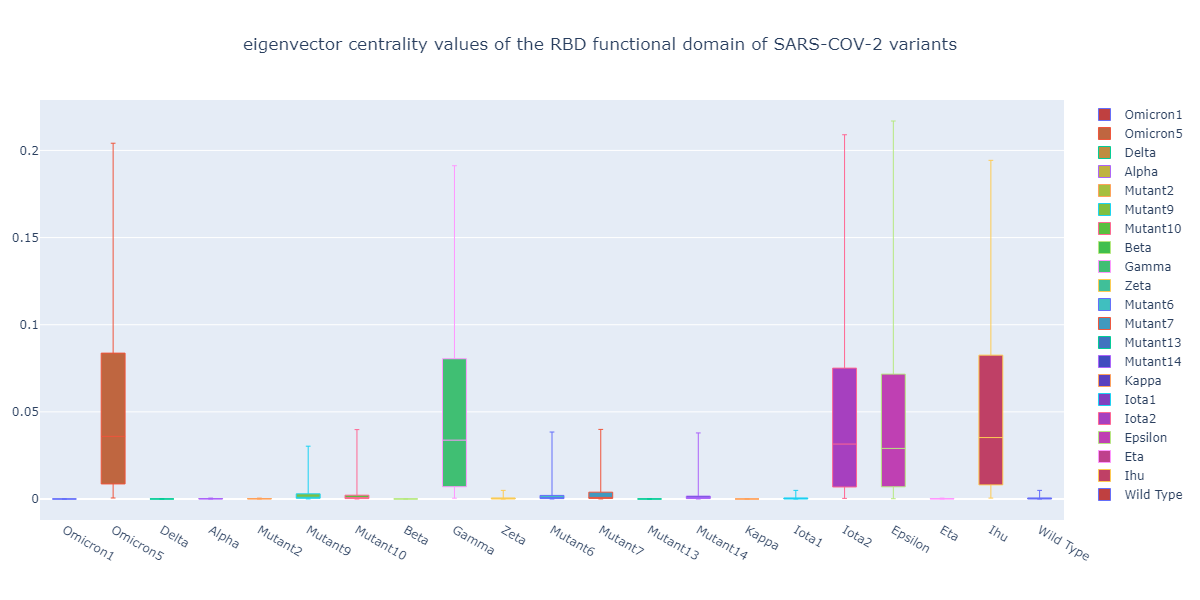 eigenvector centrality values of the RBD functional domain of SARS-COV-2 variants
0.2
0.15
0.1
0.05
0
Omicron1
Omicron5
Delta
Alpha
Mutant2
Mutant9
Mutant10
Beta
Gamma
Zeta
Mutant6
Mutant7
Mutant13
Mutant14
Kappa
Iota1
Iota2
Epsilon
Eta
Ihu
Wild Type
Omicron1
Omicron5
Delta
Alpha
Mutant2
Mutant9
Mutant10
Beta
Gamma
Zeta
Mutant6
Mutant7
Mutant13
Mutant14
Kappa
Iota1
Iota2
Epsilon
Eta
Ihu
Wild Type